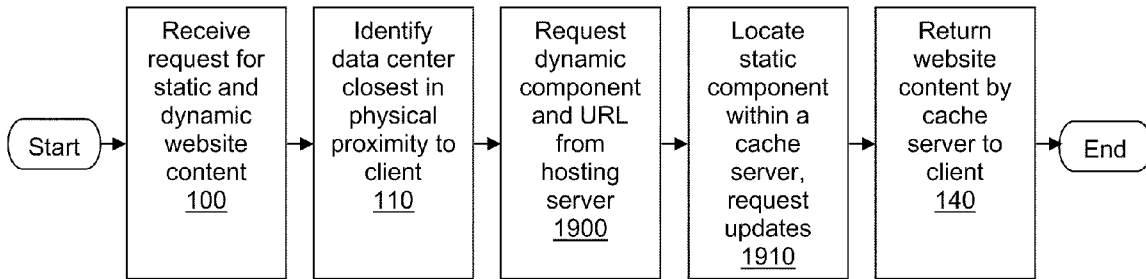 Start
Receive
request for
static and
dynamic
website
content
100
Identify
data center
closest in
physical
proximity to
client
110
Request
dynamic
component
and URL
from
hosting
server
1900
Locate
static
component
within a
cache
server,
request
updates
1910
Return
website
content by
cache
server to
client
140
End